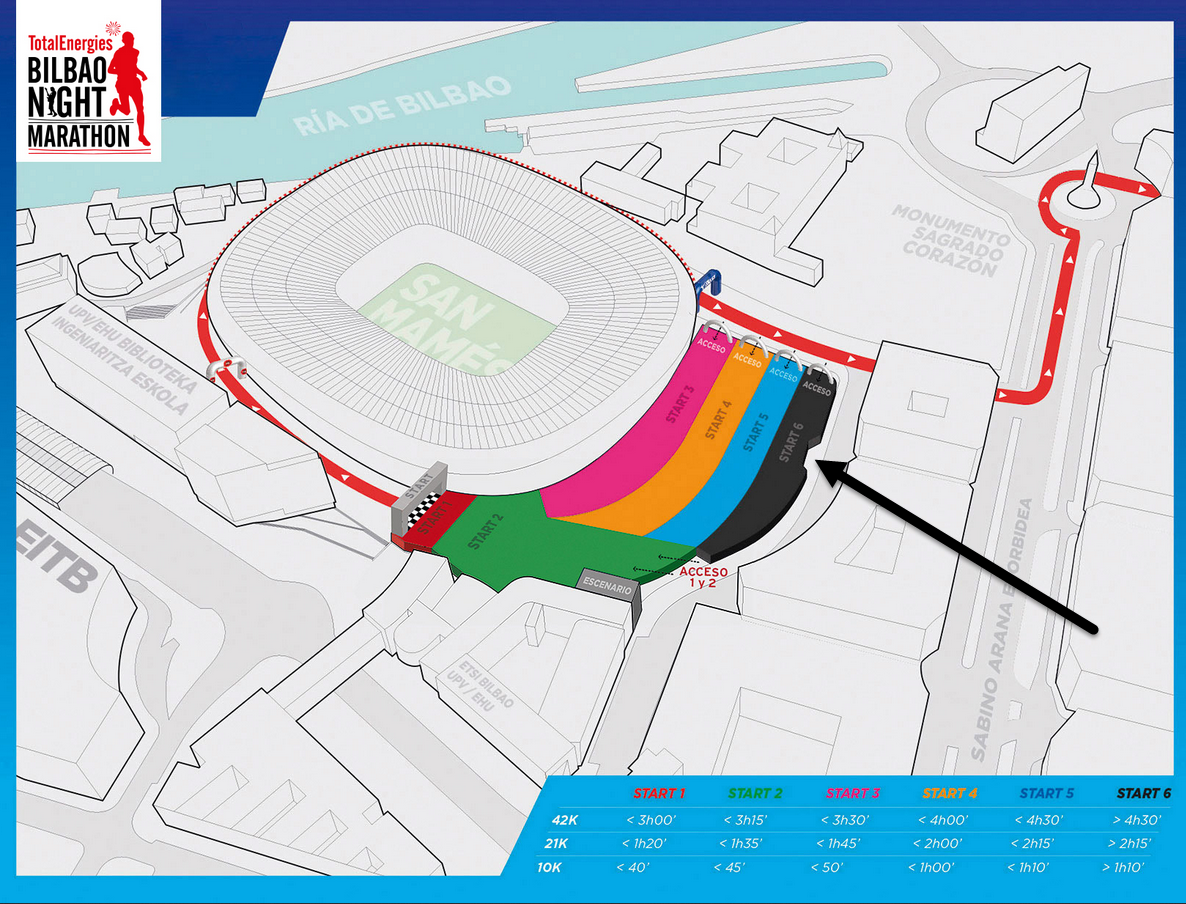 TotalEnergies
BILBAO
NIGHT
MARATHON
RÍA DE BILBAO
MONUMENTO
SAGRADO
CORAZÓN
SAN
MAMÉS
UPV/EHU BIBLIOTEKA
INGENIARITZA ESKOLA
ACCESO
ACCESO
ACCESO
ACCESO
START 3
START 4
START 5
START 6
START
START 1
START 2
EITB
ACCESO
1 y 2
ESCENARIO
ETSI BILBAO
UPV / EHU
SABINO ARANA ETORBIDEA
START 1 START 2 START 3 START 4 START 5 START 6
42K < 3h00' < 3h15' < 3h30' < 4h00' < 4h30' > 4h30'
21K < 1h20' < 1h35' < 1h45' < 2h00' < 2h15' > 2h15'
10K < 40' < 45' < 50' < 1h00' < 1h10' > 1h10'